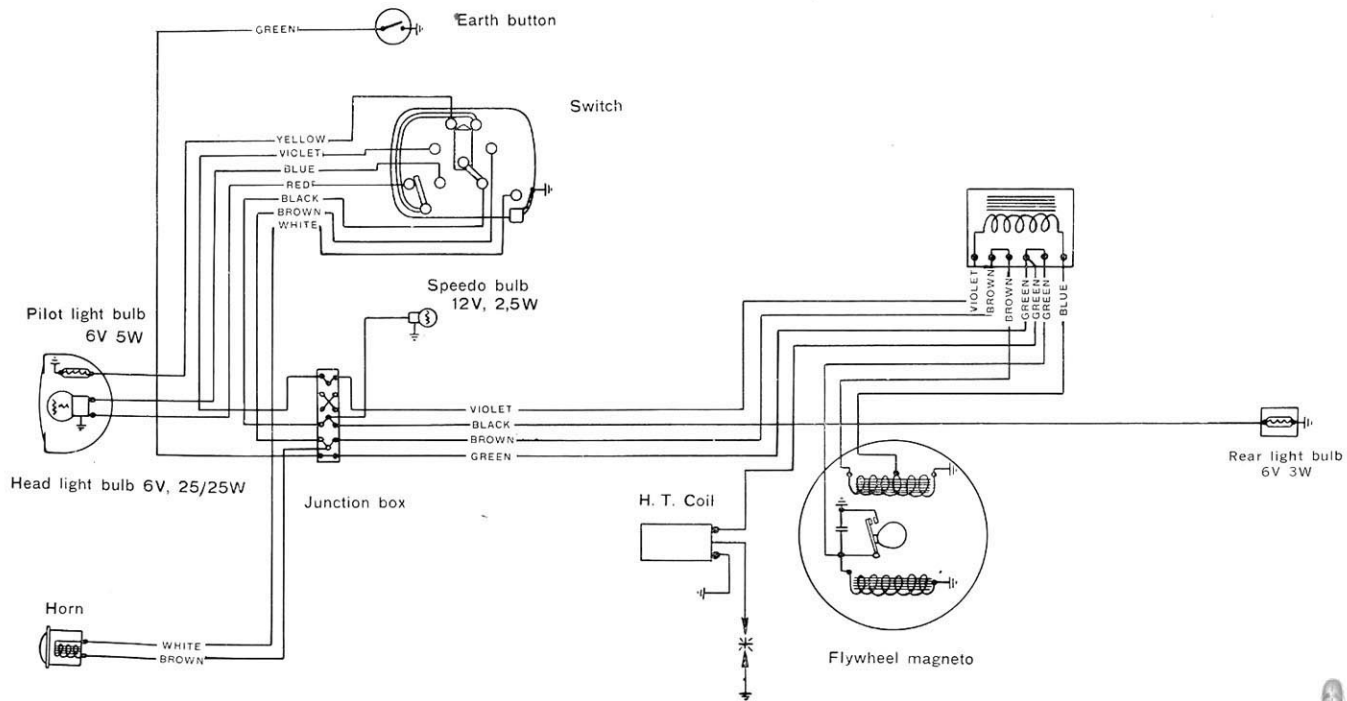 GREEN
Earth button
Switch
YELLOW
VIOLET
BLUE
RED
BLACK
BROWN
WHITE
Speedo bulb
12V, 2,5W
Pilot light bulb
6V 5W
VIOLET
BROWN
BROWN
GREEN
GREEN
GREEN
BLUE
VIOLET
BLACK
BROWN
GREEN
Rear light bulb
6V 3W
Head light bulb 6V, 25/25W
Junction box
H. T. Coil
Horn
WHITE
BROWN
Flywheel magneto